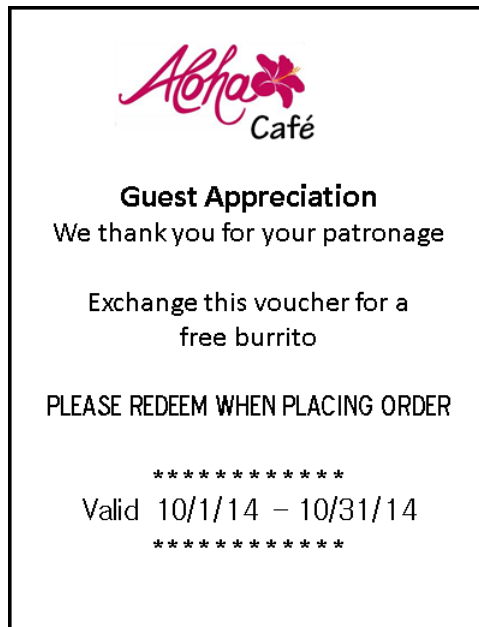 Aloha
Café
Guest Appreciation
We thank you for your patronage
Exchange this voucher for a
free burrito
PLEASE REDEEM WHEN PLACING ORDER
************
Valid 10/1/14 – 10/31/14
************